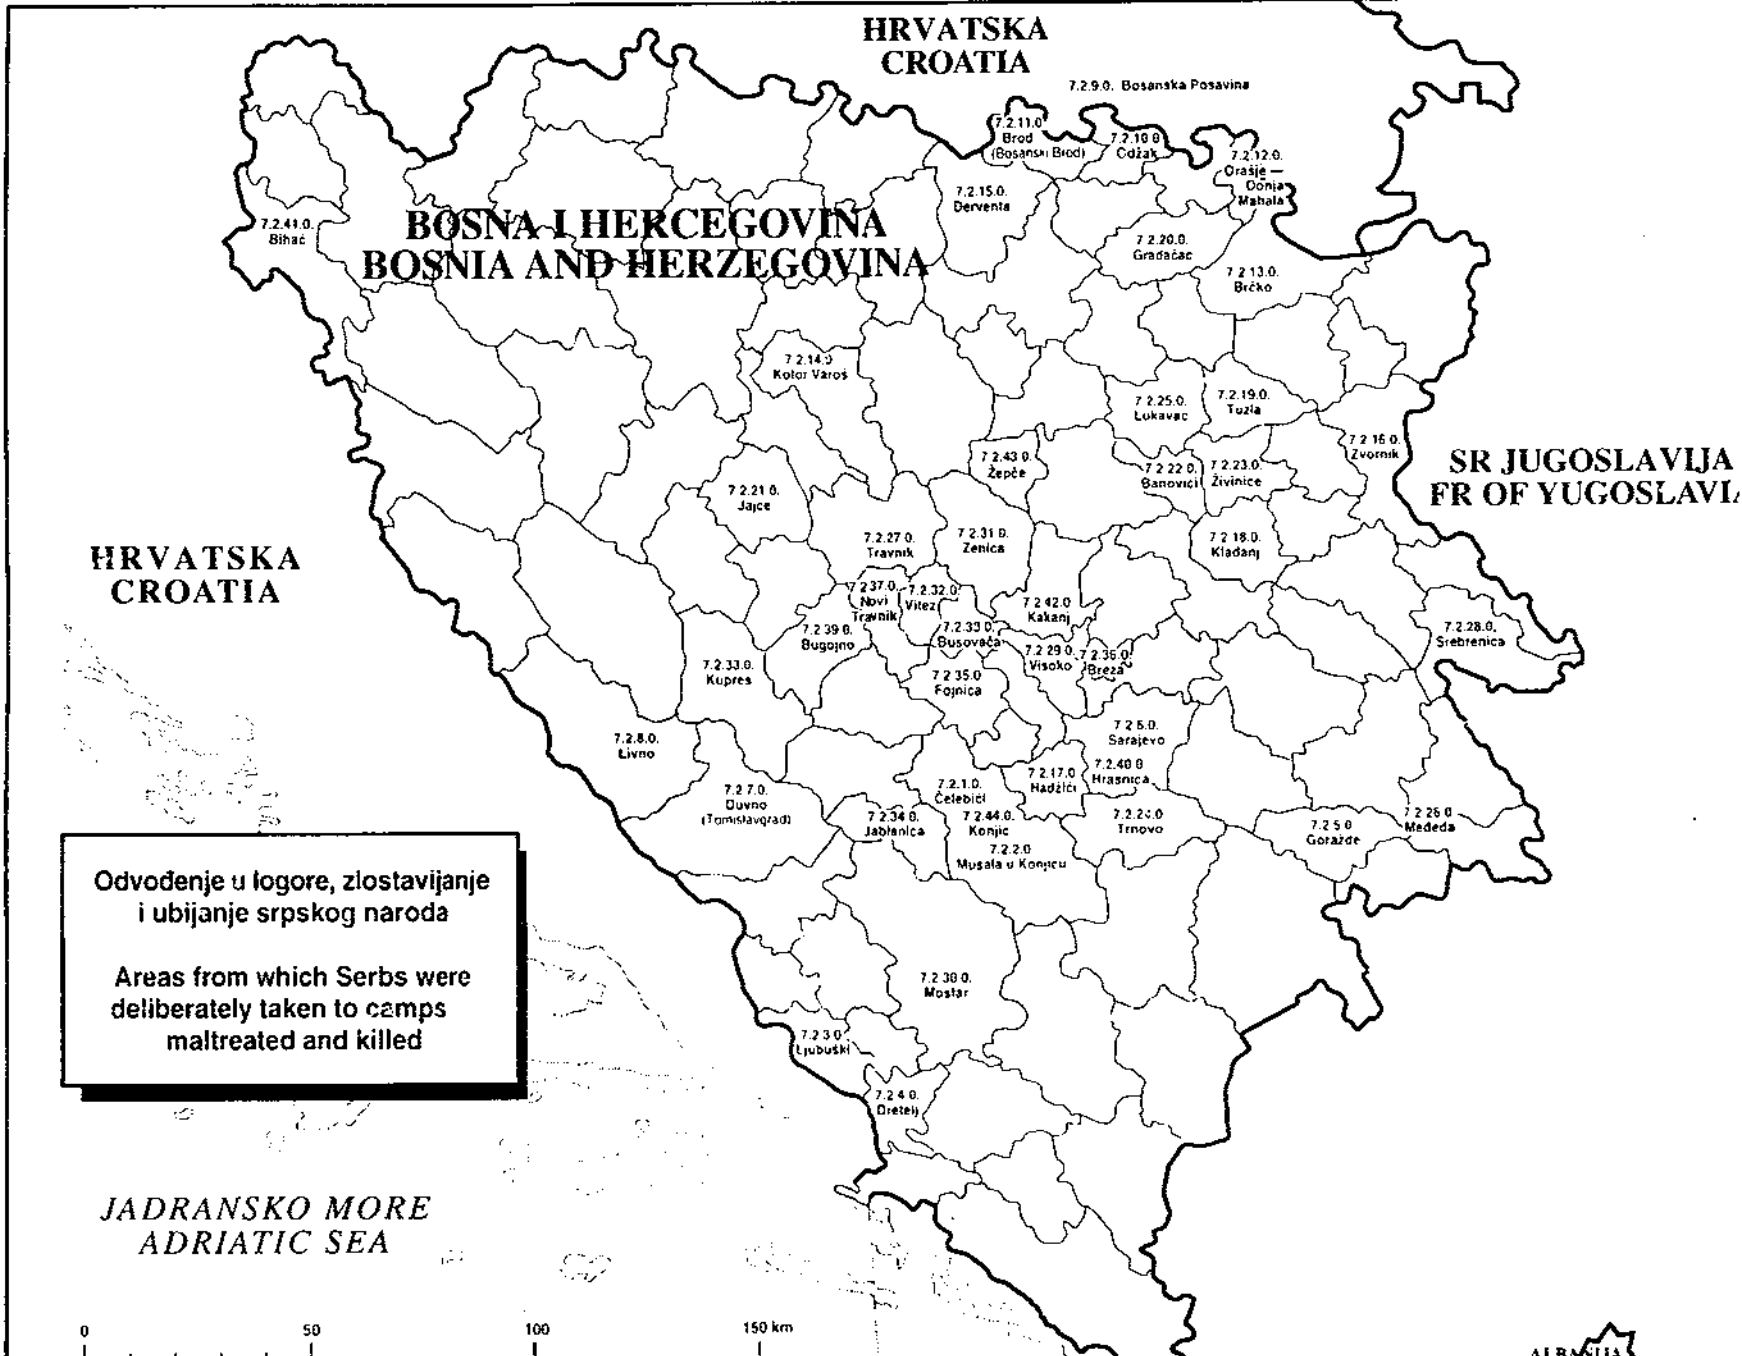 HRVATSKA
CROATIA
7.2.9.0. Bosanska Posavina
7.2.11.0
Brod
(Bosanski Brod)
7.2.10 0
Odžak
7.2.12.0.
Orašje —
Donja
Mahala
7.2.15.0.
Derventa
7.2.41.0.
Bihać
BOSNA I HERCEGOVINA
BOSNIA AND HERZEGOVINA
7 2.20.0.
Gradačac
7 2 13.0.
Brčko
7 2.14.0
Kotor Varoš
7 2.25.0.
Lukavac
7.2.19.0.
Tuzla
7 2 16 0.
Zvornik
7 2.43 0.
Žepče
7 2 22 0.
Banovići
7 2.23.0.
Živinice
SR JUGOSLAVIJA
FR OF YUGOSLAVI
7 2.21 0.
Jajce
7.2.27 0.
Travnik
7 2.31 0.
Zenica
7 2 18.0.
Kladanj
HRVATSKA
CROATIA
7 2 37.0.
Novi
Travnik
7.2.32.0.
Vitez
7 2 42.0
Kakanj
7.2 39 0.
Bugojno
7.2.33 0.
Busovača
7.2 29 0.
Visoko
7 2.36.0.
Breza
7.2.28.0.
Srebrenica
7.2.33.0.
Kupres
7 2 35.0
Fojnica
7.2.8.0.
Livno
7 2 6.0.
Sarajevo
7.2.40 0
Hrasnica
7.2 7.0.
Duvno
(Tomislavgrad)
7.2.1.0.
Čelebići
7 2.17.0
Hadžići
7 2.34 0.
Jablanica
7 2.44.0.
Konjic
7.2.2.0
Musala u Konjicu
Trnovo
7.2 5 0
Goražde
7 2 26 0
Međeđa
Odvođenje u logore, zlostavijanje
i ubijanje srpskog naroda
Areas from which Serbs were
deliberately taken to camps
maltreated and killed
7.2 30.0.
Mostar
7.2 3 0
Ljubuški
7.2 4 0.
Dretelj
JADRANSKO MORE
ADRIATIC SEA
0 50 100 150 km
ALBANIJA